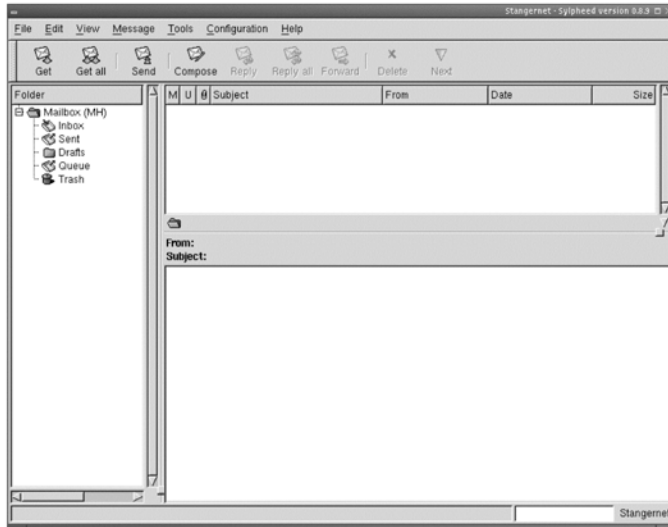 Stangernet - Sylpheed version 0.8.9
File Edit View Message Tools Configuration Help
Get Get all Send Compose Reply Reply all Forward Delete Next
Folder M U Subject From Date Size
Mailbox (MH)
Inbox
Sent
Drafts
Queue
Trash
From:
Subject:
Stangernet